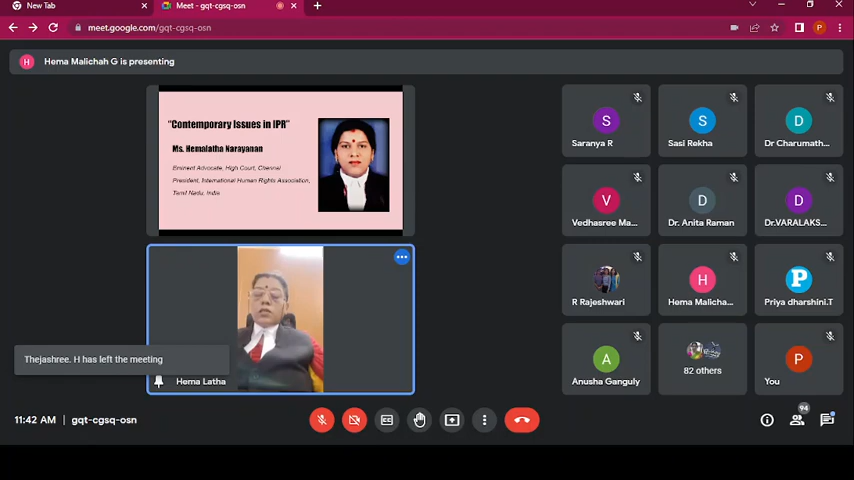 New Tab
Meet - gqt-cgsq-osn
meet.google.com/gqt-cgsq-osn
P
H
Hema Malichah G is presenting
"Contemporary Issues in IPR"
Ms. Hemalatha Narayanan
Eminent Advocate, High Court, Chennai
President, International Human Rights Association,
Tamil Nadu, India
S
Saranya R
S
Sasi Rekha
D
Dr Charumath...
V
Vedhasree Ma...
D
Dr. Anita Raman
D
Dr.VARALAKS...
R Rajeshwari
H
Hema Malicha...
P
Priya dharshini.T
A
Anusha Ganguly
82 others
P
You
Thejashree. H has left the meeting
Hema Latha
11:42 AM | gqt-cgsq-osn
CC
94